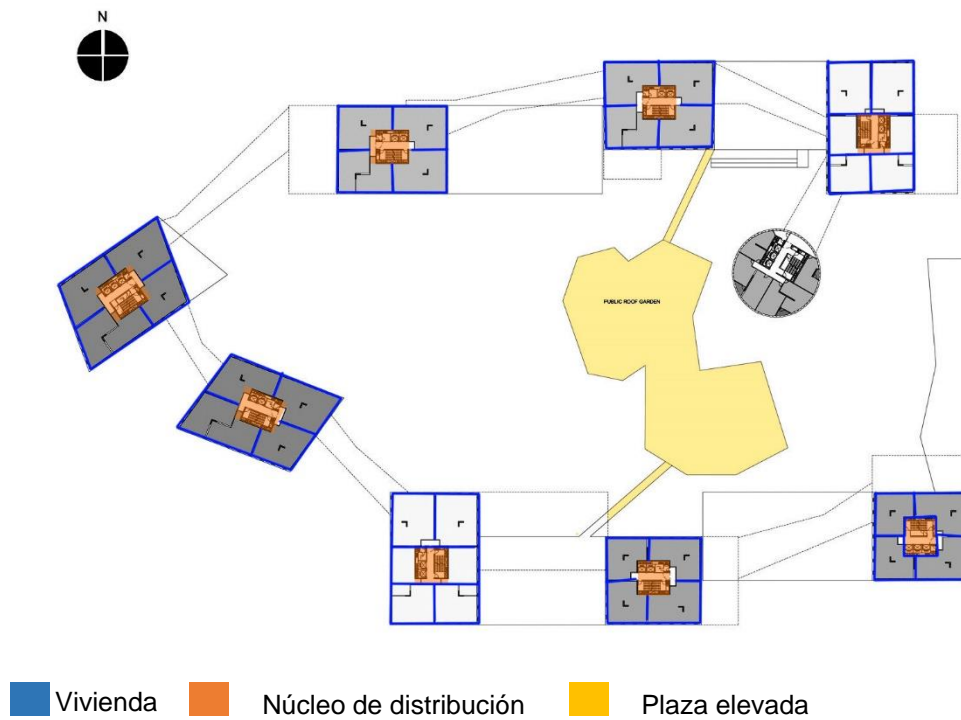 N
PUBLIC ROOF GARDEN
Vivienda
Núcleo de distribución
Plaza elevada